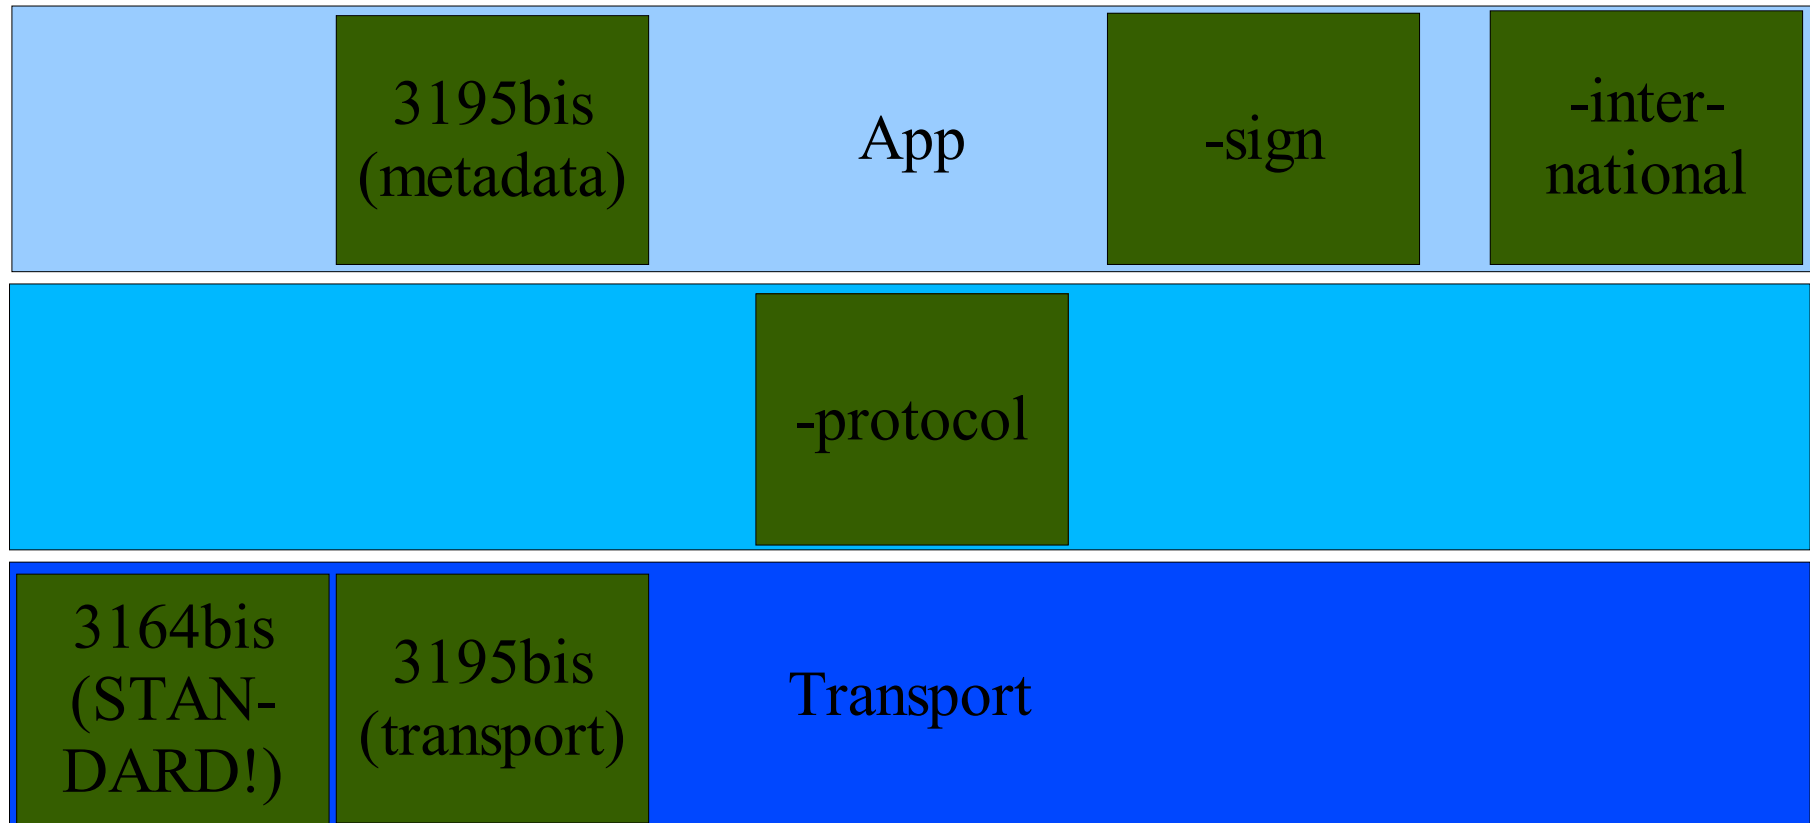 3195bis
(metadata)
App
-sign
-inter-
national
-protocol
3164bis
(STAN-
DARD!)
3195bis
(transport)
Transport